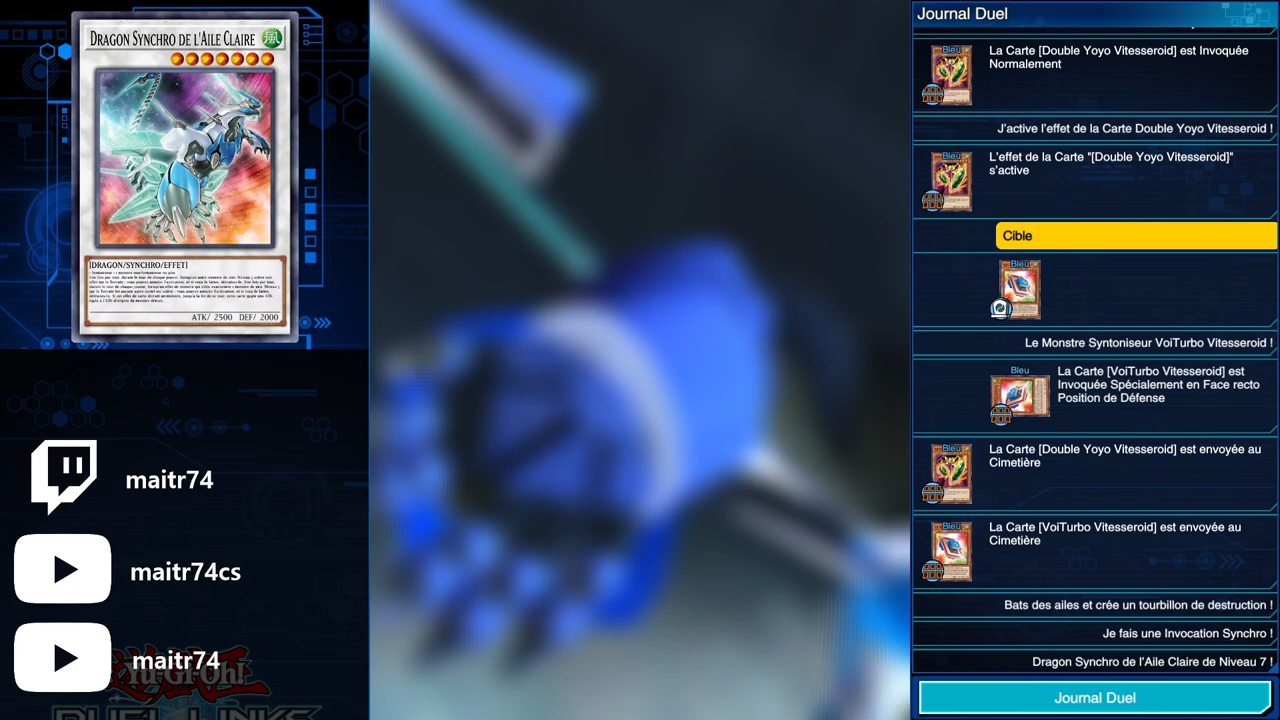 DRAGON SYNCHRO DE L'AILE CLAIRE
[DRAGON/SYNCHRO/EFFET]
ATK/ 2500 DEF/ 2000
maitr74
maitr74cs
maitr74
Yu-Gi-Oh!
DUEL LINKS
Journal Duel
Bleu
La Carte [Double Yoyo Vitesseroid] est Invoquée
Normalement
J'active l'effet de la Carte Double Yoyo Vitesseroid !
Bleu
L'effet de la Carte "[Double Yoyo Vitesseroid]"
s'active
Cible
Bleu
Le Monstre Syntoniseur VoiTurbo Vitesseroid !
Bleu
La Carte [VoiTurbo Vitesseroid] est
Invoquée Spécialement en Face recto
Position de Défense
Bleu
La Carte [Double Yoyo Vitesseroid] est envoyée au
Cimetière
Bleu
La Carte [VoiTurbo Vitesseroid] est envoyée au
Cimetière
Bats des ailes et crée un tourbillon de destruction !
Je fais une Invocation Synchro !
Dragon Synchro de l'Aile Claire de Niveau 7 !
Journal Duel